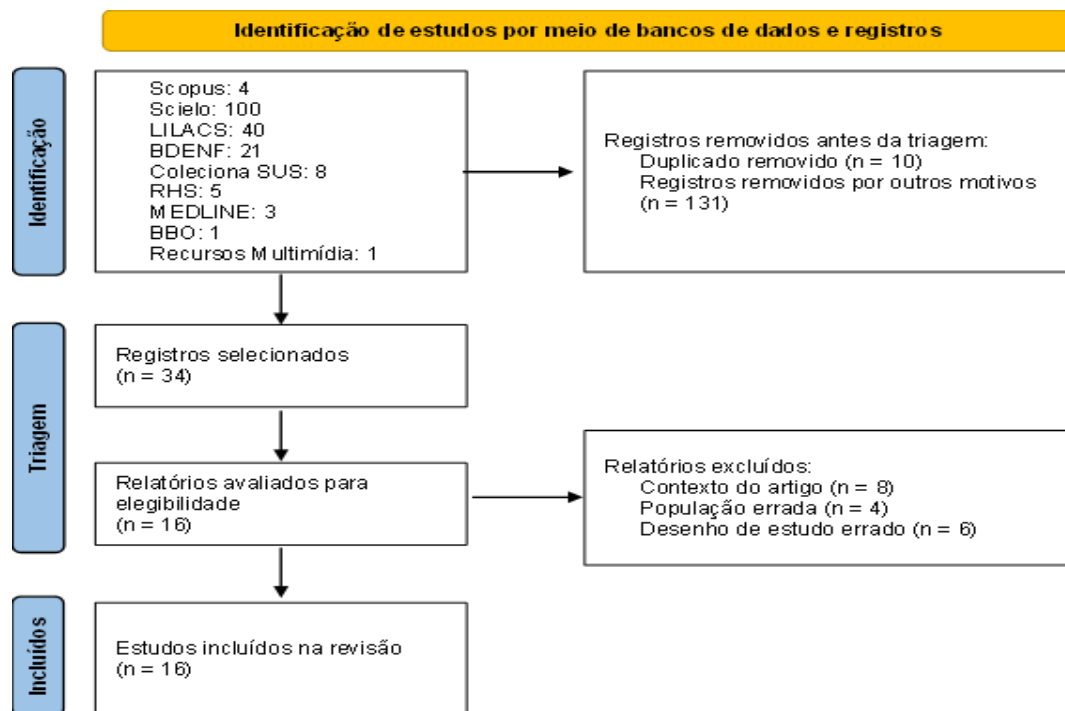 Identificação de estudos por meio de bancos de dados e registros
Identificação
Scopus: 4
Scielo: 100
LILACS: 40
BDENF: 21
Coleciona SUS: 8
RHS: 5
MEDLINE: 3
BBO: 1
Recursos Multimídia: 1
Registros removidos antes da triagem:
Duplicado removido (n = 10)
Registros removidos por outros motivos
(n = 131)
Triagem
Registros selecionados
(n = 34)
Relatórios avaliados para
elegibilidade
(n = 16)
Relatórios excluídos:
Contexto do artigo (n = 8)
População errada (n = 4)
Desenho de estudo errado (n = 6)
Incluídos
Estudos incluídos na revisão
(n = 16)